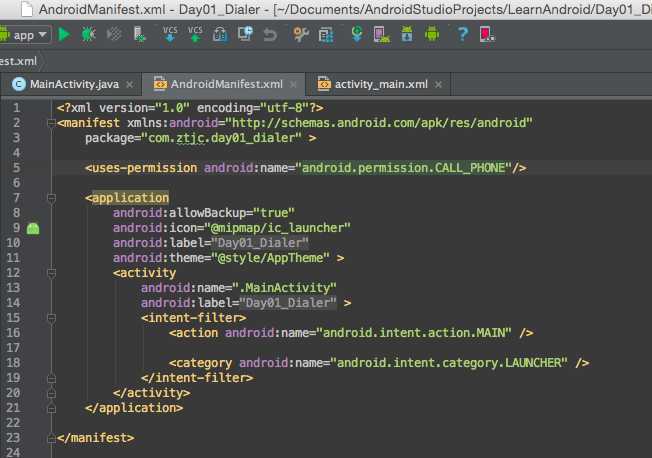 AndroidManifest.xml - Day01_Dialer - [~/Documents/AndroidStudioProjects/LearnAndroid/Day01_Di
app
VCS VCS
est.xml
MainActivity.java AndroidManifest.xml activity_main.xml
1 <?xml version="1.0" encoding="utf-8"?>
2 <manifest xmlns:android="http://schemas.android.com/apk/res/android"
3 package="com.ztjc.day01_dialer" >
4
5 <uses-permission android:name="android.permission.CALL_PHONE"/>
6
7 <application
8 android:allowBackup="true"
9 android:icon="@mipmap/ic_launcher"
10 android:label="Day01_Dialer"
11 android:theme="@style/AppTheme" >
12 <activity
13 android:name=".MainActivity"
14 android:label="Day01_Dialer" >
15 <intent-filter>
16 <action android:name="android.intent.action.MAIN" />
17
18 <category android:name="android.intent.category.LAUNCHER" />
19 </intent-filter>
20 </activity>
21 </application>
22
23 </manifest>
24